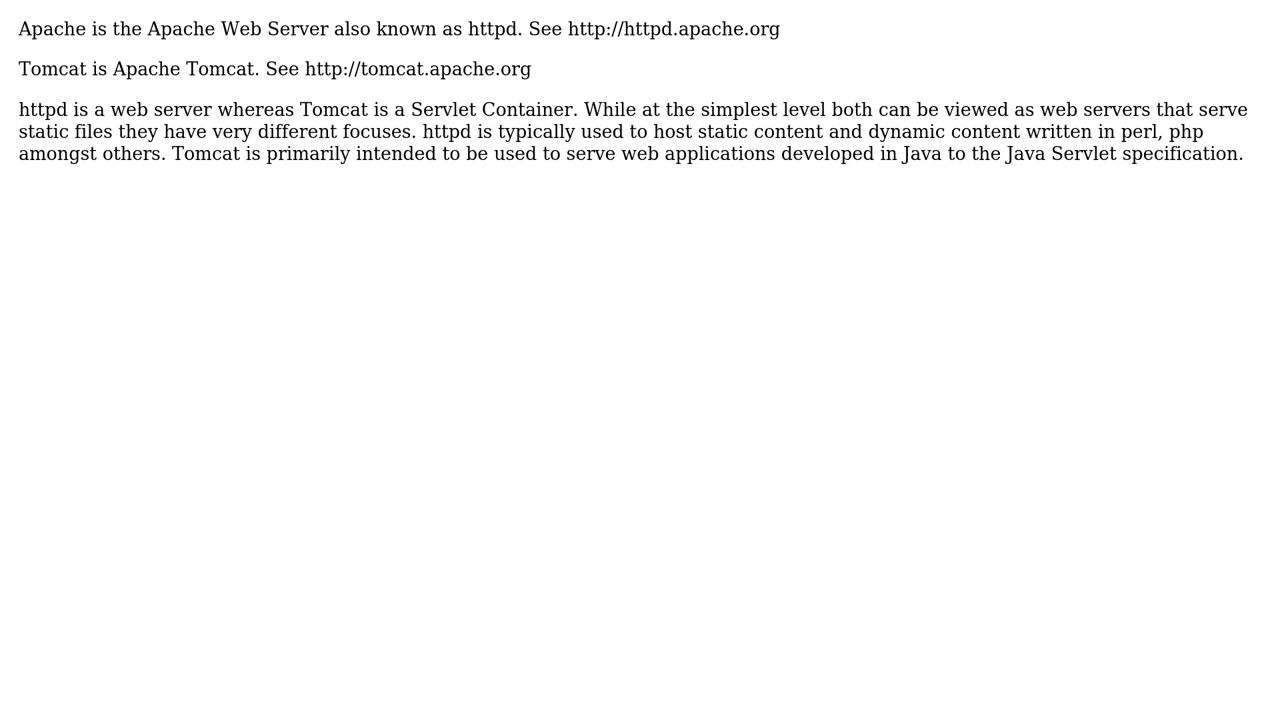 Apache is the Apache Web Server also known as httpd. See http://httpd.apache.org
Tomcat is Apache Tomcat. See http://tomcat.apache.org
httpd is a web server whereas Tomcat is a Servlet Container. While at the simplest level both can be viewed as web servers that serve
static files they have very different focuses. httpd is typically used to host static content and dynamic content written in perl, php
amongst others. Tomcat is primarily intended to be used to serve web applications developed in Java to the Java Servlet specification.